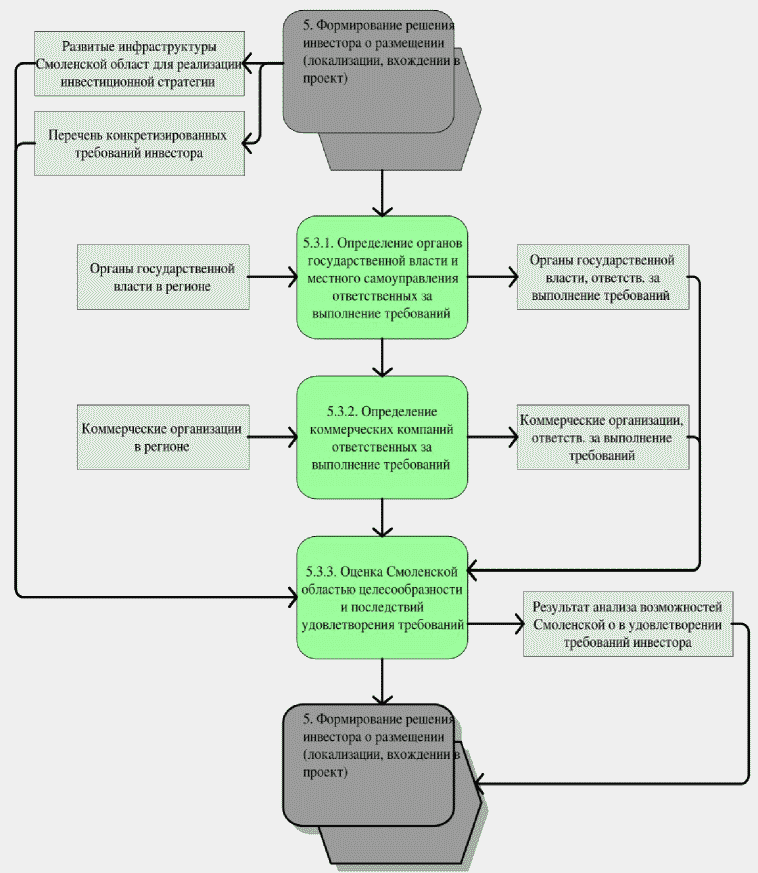 5. Формирование решения
инвестора о размещении
(локализации, вхождении в
проект)
Развитые инфраструктуры
Смоленской област для реализации
инвестиционной стратегии
Перечень конкретизированных
требований инвестора
5.3.1. Определение органов
государственной власти и
местного самоуправления
ответственных за
выполнение требований
Органы государственной
власти в регионе
Органы государственной
власти, ответств. за
выполнение требований
5.3.2. Определение
коммерческих компаний
ответственных за
выполнение требований
Коммерческие организации
в регионе
Коммерческие организации,
ответств. за выполнение
требований
5.3.3. Оценка Смоленской
областью целесообразности
и последствий
удовлетворения требований
Результат анализа возможностей
Смоленской о в удовлетворении
требований инвестора
5. Формирование решения
инвестора о размещении
(локализации, вхождении в
проект)